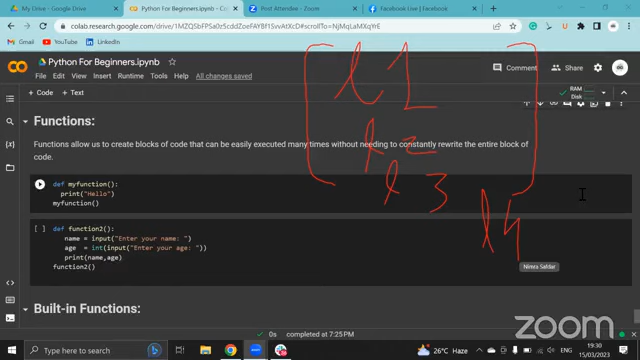 My Drive - Google Drive
Python For Beginners.ipynb - Colab
Post Attendee - Zoom
Facebook Live | Facebook
colab.research.google.com/drive/
YouTube
Gmail
LinkedIn
Python For Beginners.ipynb
File Edit View Insert Runtime Tools Help All changes saved
Comment
Share
+ Code + Text
RAM
Disk
Functions:
Functions allow us to create blocks of code that can be easily executed many times without needing to constantly rewrite the entire block of
code.
def myfunction():
print("Hello")
myfunction()
[ ] def function2():
name = input("Enter your name: ")
age = int(input("Enter your age: "))
print(name,age)
function2()
l1
l2
l3
l4
Nimra Safdar
Built-in Functions:
0s completed at 7:25 PM
zoom
Type here to search
26°C Haze
19:30
15/03/2023